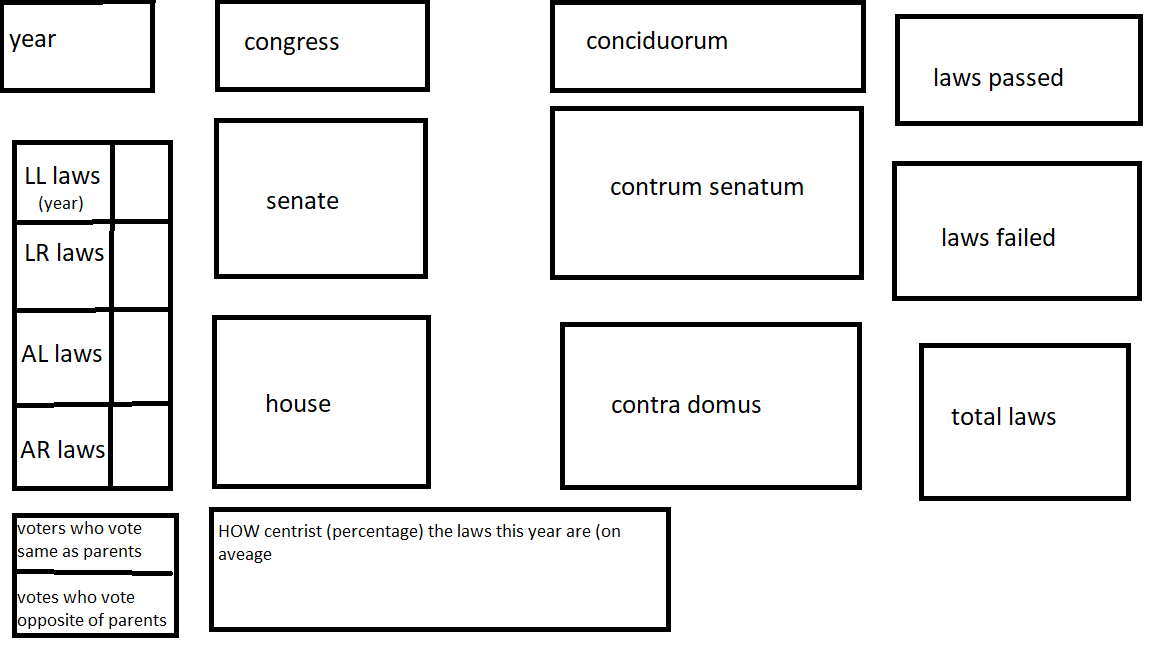 year
congress
conciduorum
laws passed
LL laws
(year)
senate
contrum senatum
laws failed
LR laws
AL laws
house
contra domus
total laws
AR laws
voters who vote
same as parents
HOW centrist (percentage) the laws this year are (on
aveage
votes who vote
opposite of parents